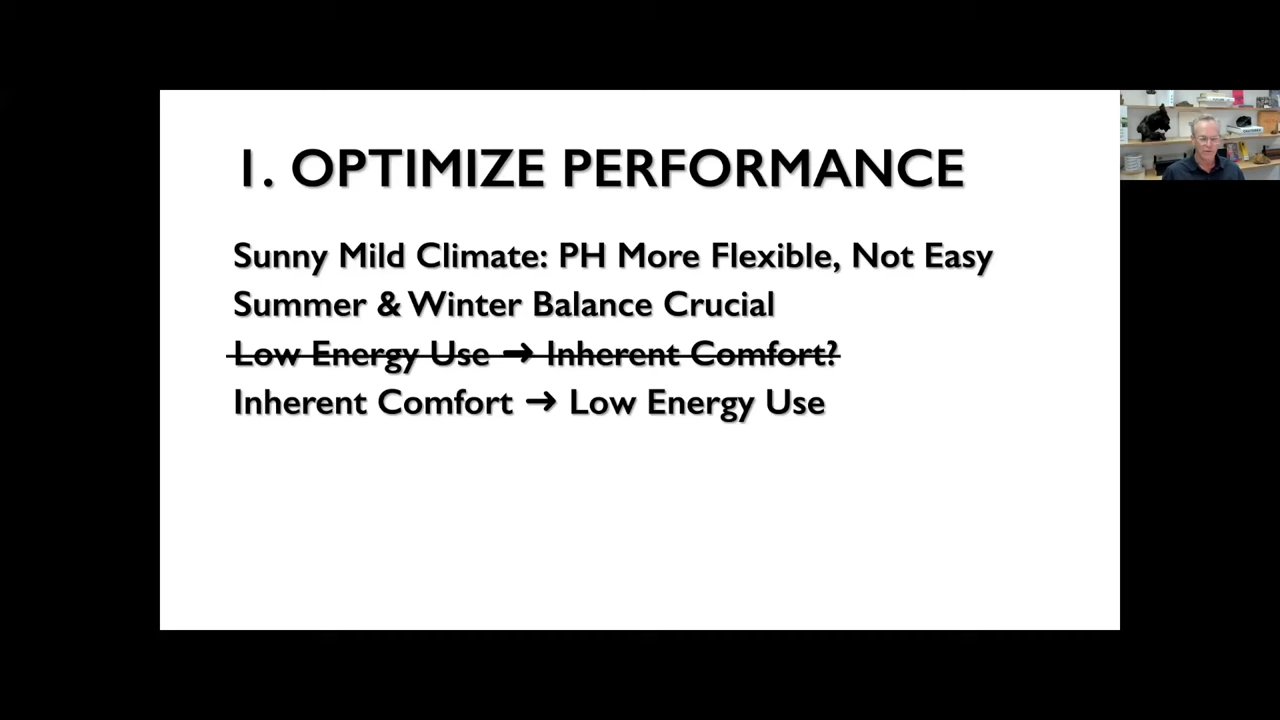 1. OPTIMIZE PERFORMANCE
Sunny Mild Climate: PH More Flexible, Not Easy
Summer & Winter Balance Crucial
Low Energy Use → Inherent Comfort?
Inherent Comfort → Low Energy Use